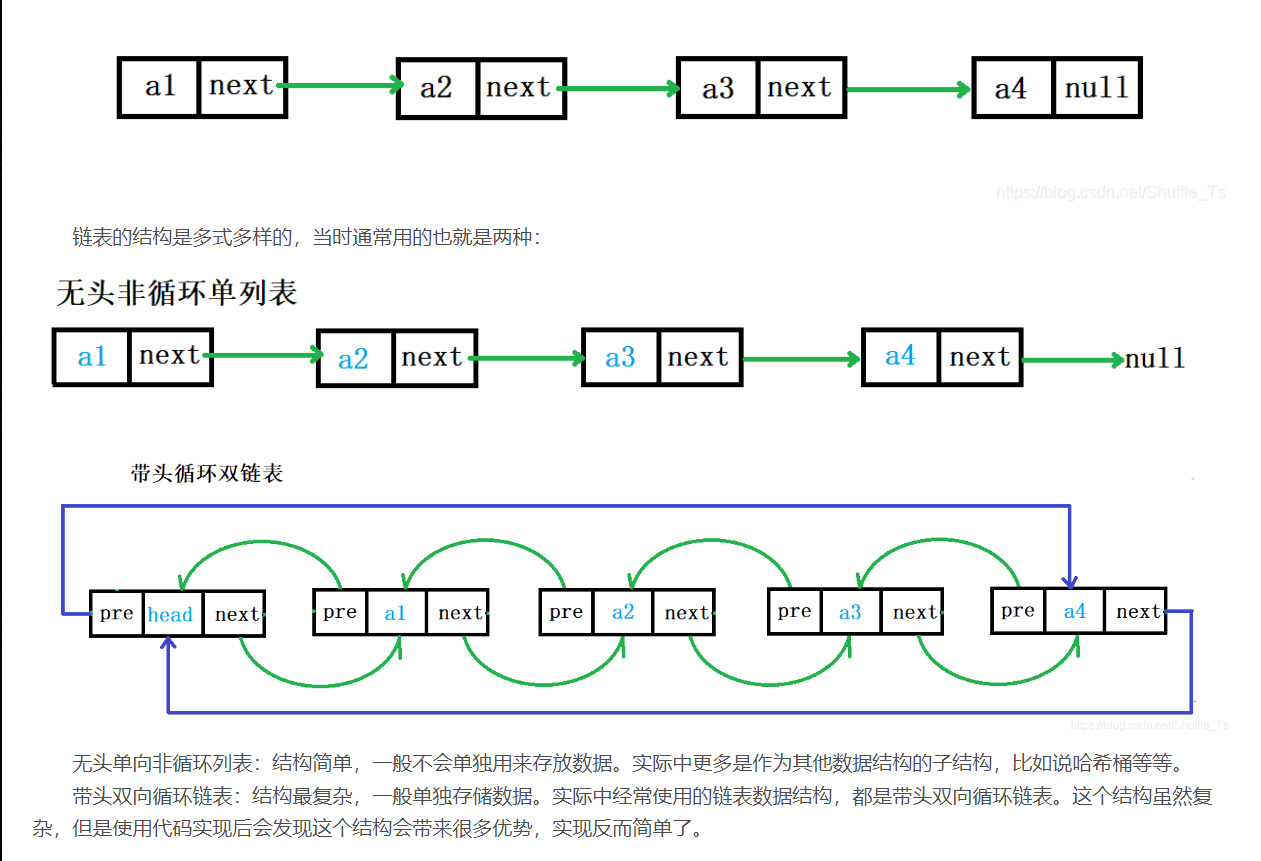 a1 next a2 next a3 next a4 null
https://blog.csdn.net/Shuffle_Ts
链表的结构是多式多样的，当时通常用的也就是两种：
无头非循环单列表
a1 next a2 next a3 next a4 next null
带头循环双链表
pre head next pre a1 next pre a2 next pre a3 next pre a4 next
https://blog.csdn.net/Shuffle_Ts
无头单向非循环列表：结构简单，一般不会单独用来存放数据。实际中更多是作为其他数据结构的子结构，比如说哈希桶等等。
带头双向循环链表：结构最复杂，一般单独存储数据。实际中经常使用的链表数据结构，都是带头双向循环链表。这个结构虽然复
杂，但是使用代码实现后会发现这个结构会带来很多优势，实现反而简单了。